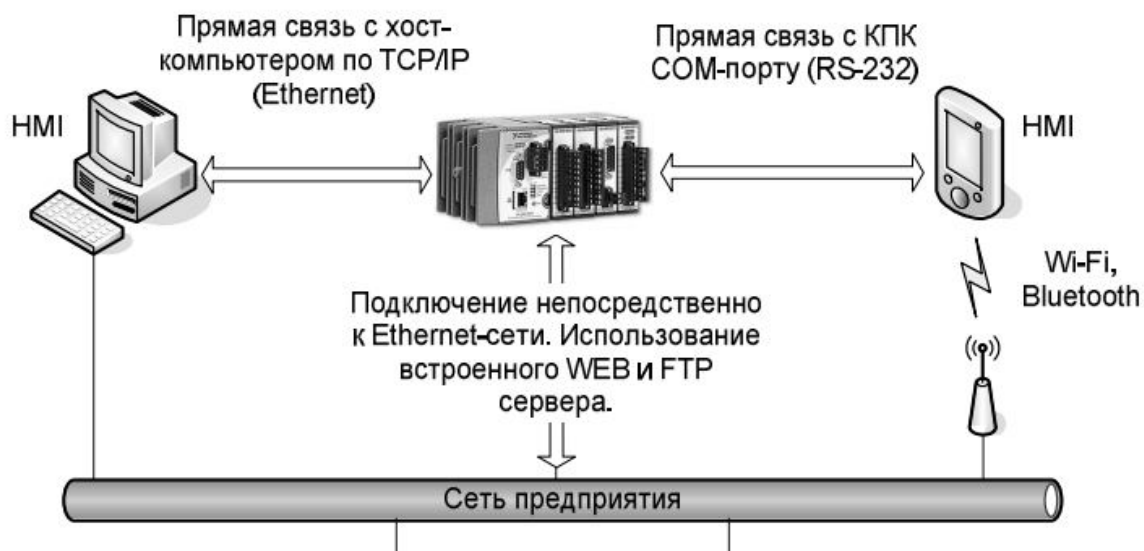 Прямая связь с хост-
компьютером по TCP/IP
(Ethernet)
Прямая связь с КПК
COM-порту (RS-232)
HMI
HMI
Wi-Fi,
Bluetooth
Подключение непосредственно
к Ethernet-сети. Использование
встроенного WEB и FTP
сервера.
Сеть предприятия